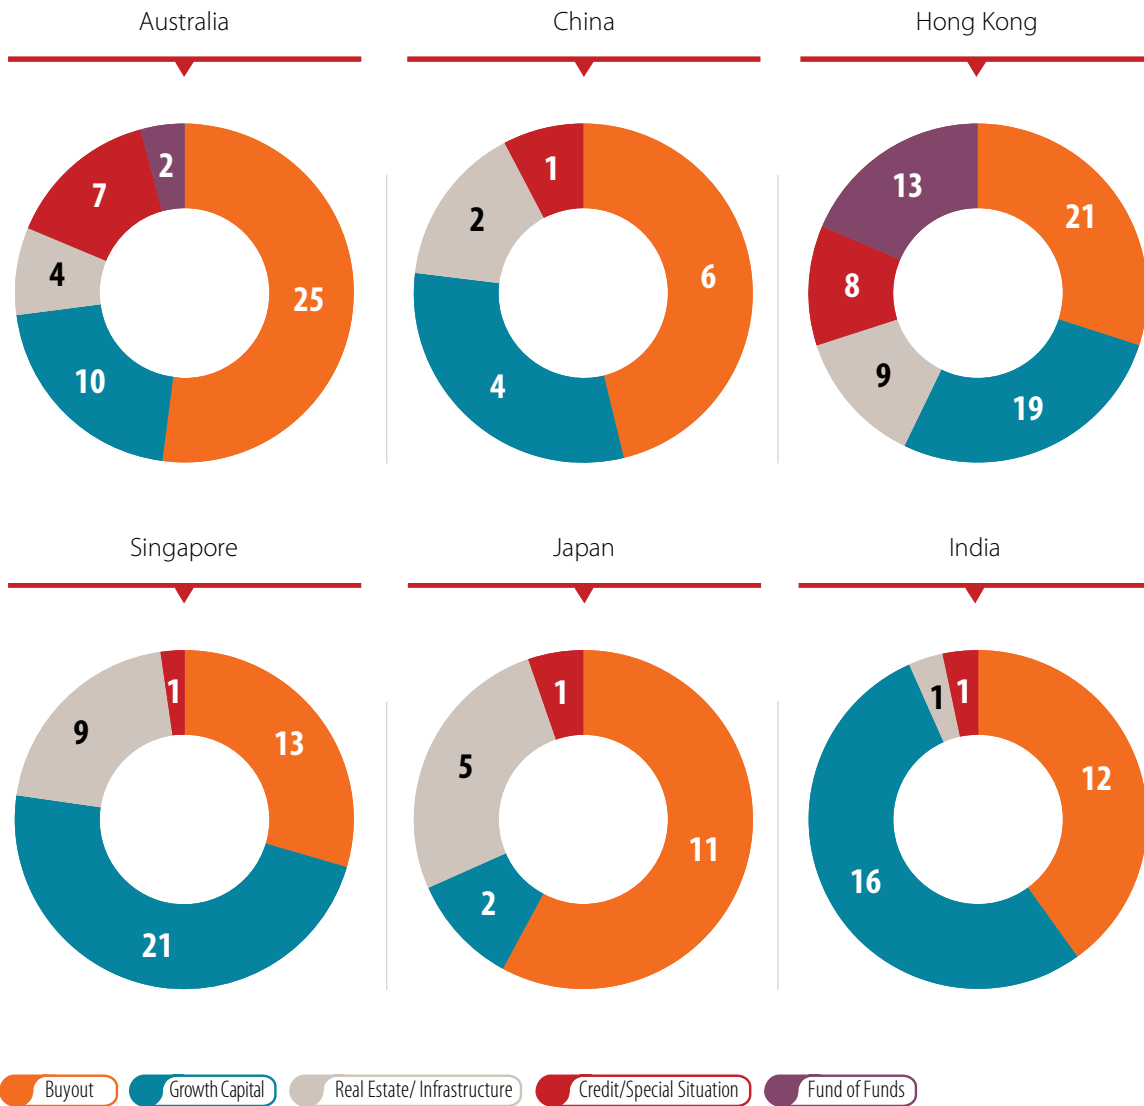 Australia
China
Hong Kong
2
7
4
10
25
1
2
4
6
13
8
9
19
21
Singapore
Japan
India
1
9
21
13
1
5
2
11
1
1
16
12
Buyout
Growth Capital
Real Estate/ Infrastructure
Credit/Special Situation
Fund of Funds